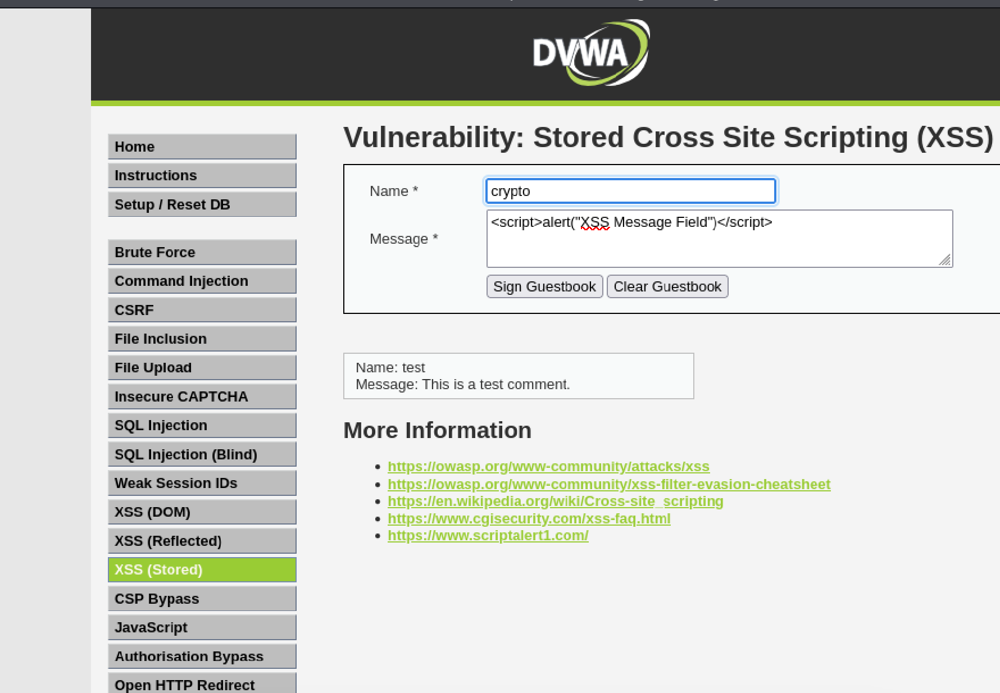 DVWA
Home
Instructions
Setup / Reset DB
Brute Force
Command Injection
CSRF
File Inclusion
File Upload
Insecure CAPTCHA
SQL Injection
SQL Injection (Blind)
Weak Session IDs
XSS (DOM)
XSS (Reflected)
XSS (Stored)
CSP Bypass
JavaScript
Authorisation Bypass
Open HTTP Redirect
Vulnerability: Stored Cross Site Scripting (XSS)
Name * crypto
Message * <script>alert("XSS Message Field")</script>
Sign Guestbook Clear Guestbook
Name: test
Message: This is a test comment.
More Information
https://owasp.org/www-community/attacks/xss
https://owasp.org/www-community/xss-filter-evasion-cheatsheet
https://en.wikipedia.org/wiki/Cross-site_scripting
https://www.cgisecurity.com/xss-faq.html
https://www.scriptalert1.com/